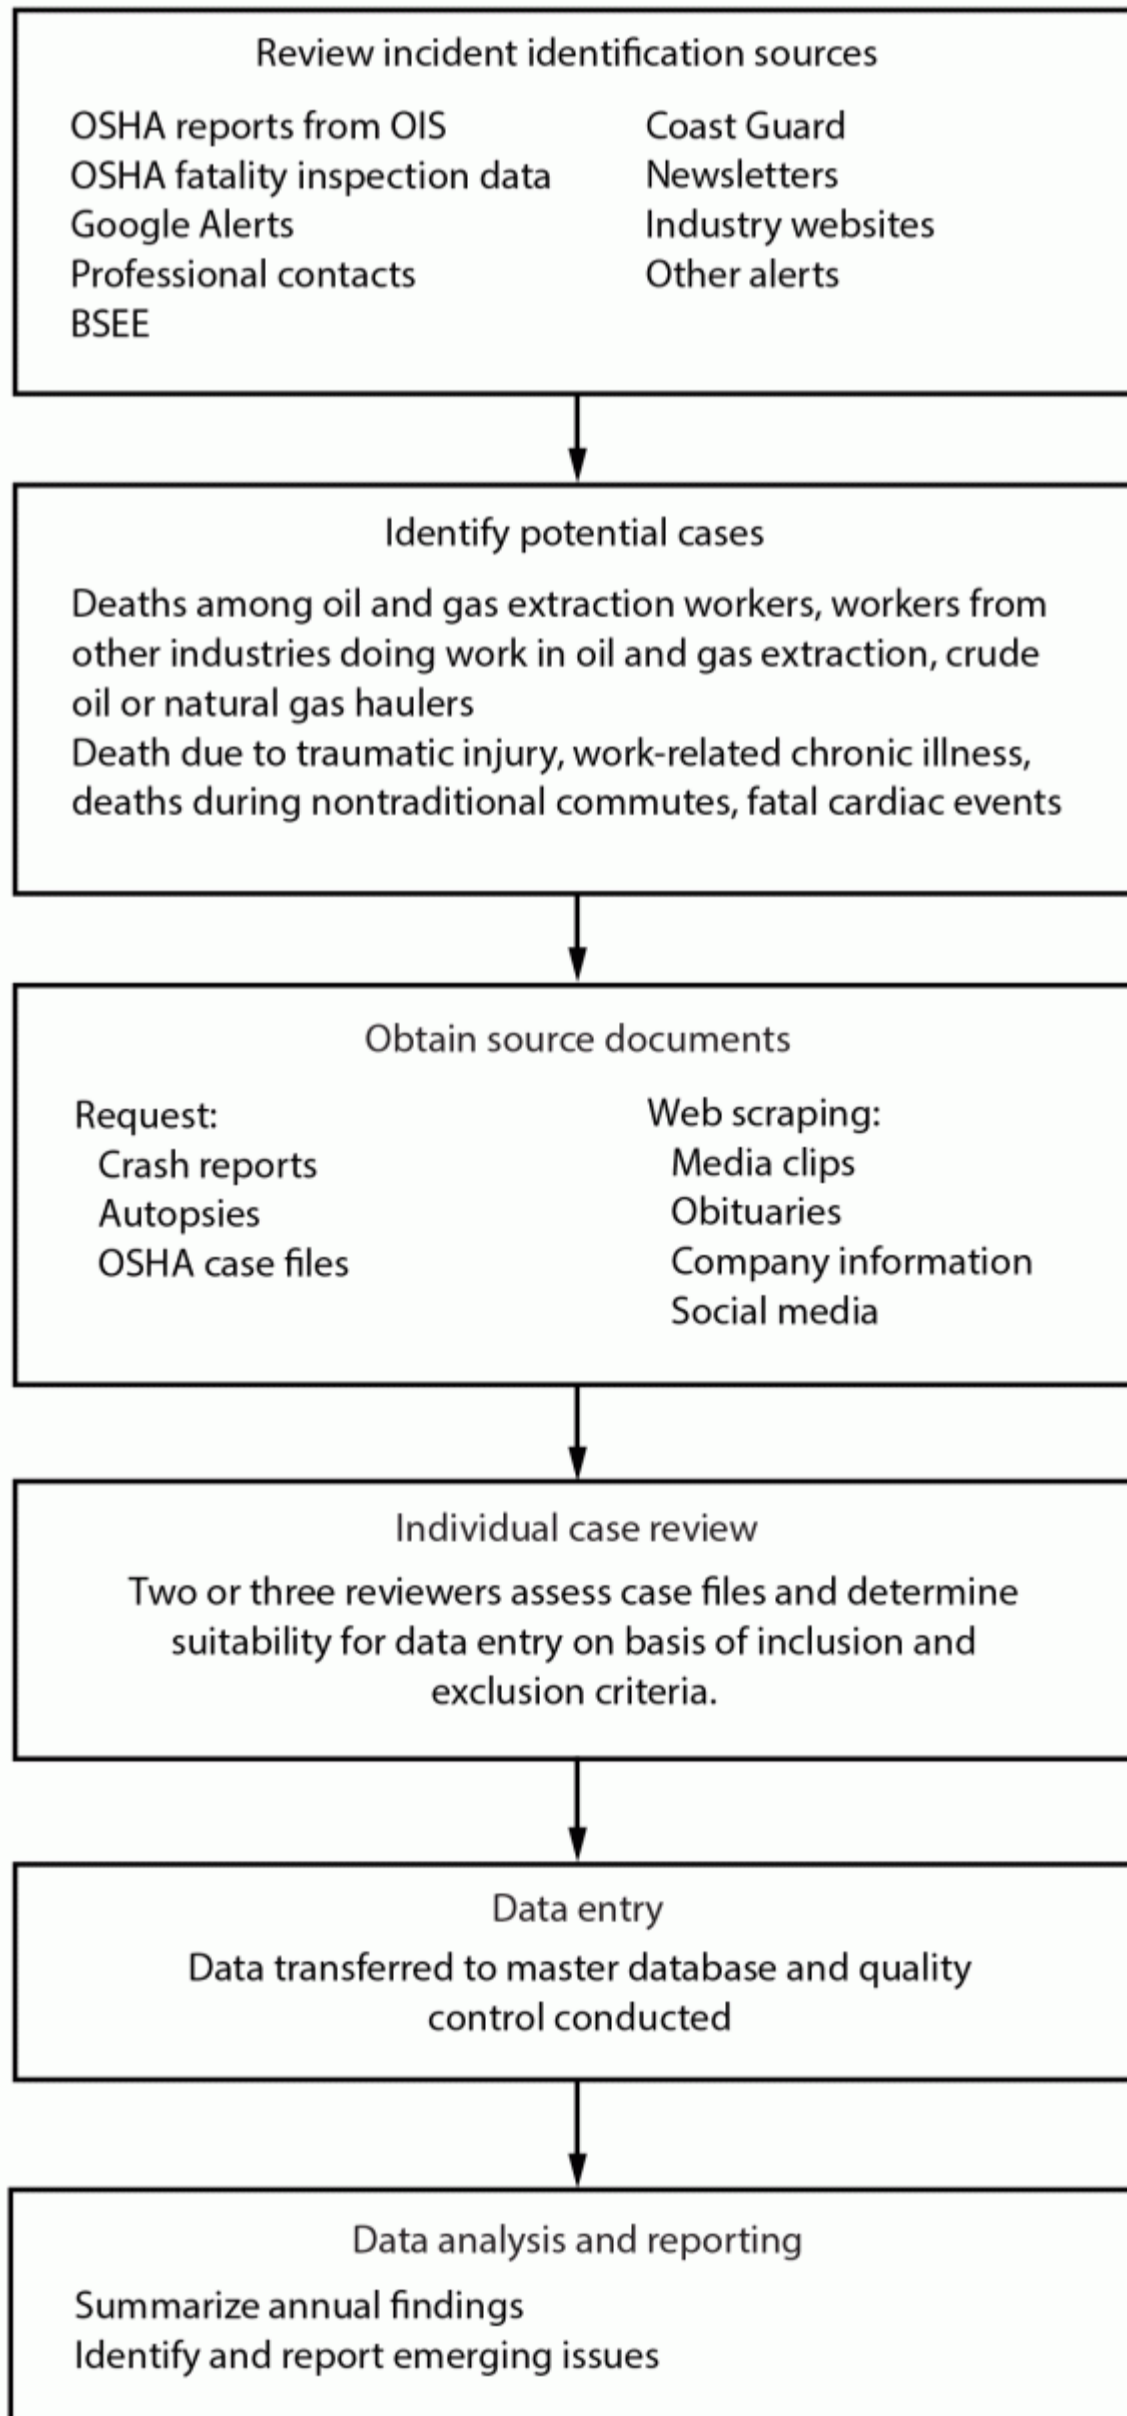 Review incident identification sources
OSHA reports from OIS
OSHA fatality inspection data
Google Alerts
Professional contacts
BSEE
Coast Guard
Newsletters
Industry websites
Other alerts
Identify potential cases
Deaths among oil and gas extraction workers, workers from
other industries doing work in oil and gas extraction, crude
oil or natural gas haulers
Death due to traumatic injury, work-related chronic illness,
deaths during nontraditional commutes, fatal cardiac events
Obtain source documents
Request:
Crash reports
Autopsies
OSHA case files
Web scraping:
Media clips
Obituaries
Company information
Social media
Individual case review
Two or three reviewers assess case files and determine
suitability for data entry on basis of inclusion and
exclusion criteria.
Data entry
Data transferred to master database and quality
control conducted
Data analysis and reporting
Summarize annual findings
Identify and report emerging issues